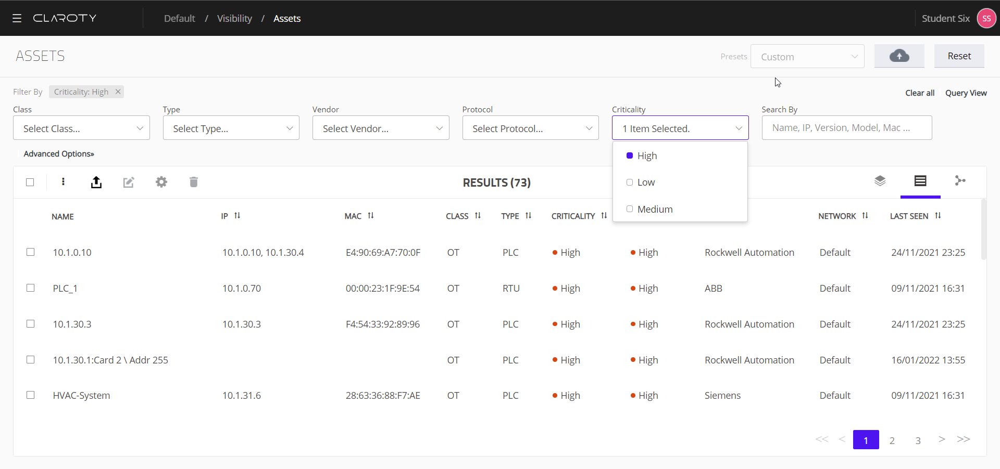 CLAROTY Default / Visibility / Assets Student Six SS
ASSETS Presets Custom Reset
Filter By Criticality: High Clear all Query View
Class Type Vendor Protocol Criticality Search By
Select Class... Select Type... Select Vendor... Select Protocol... 1 Item Selected. Name, IP, Version, Model, Mac ...
Advanced Options»
High
Low
Medium
RESULTS (73)
NAME IP MAC CLASS TYPE CRITICALITY NETWORK LAST SEEN
10.1.0.10 10.1.0.10, 10.1.30.4 E4:90:69:A7:70:0F OT PLC High High Rockwell Automation Default 24/11/2021 23:25
PLC_1 10.1.0.70 00:00:23:1F:9E:54 OT RTU High High ABB Default 09/11/2021 16:31
10.1.30.3 10.1.30.3 F4:54:33:92:89:96 OT PLC High High Rockwell Automation Default 24/11/2021 23:25
10.1.30.1:Card 2 \ Addr 255 OT PLC High High Rockwell Automation Default 16/01/2022 13:55
HVAC-System 10.1.31.6 28:63:36:88:F7:AE OT PLC High High Siemens Default 09/11/2021 16:31
<< < 1 2 3 > >>